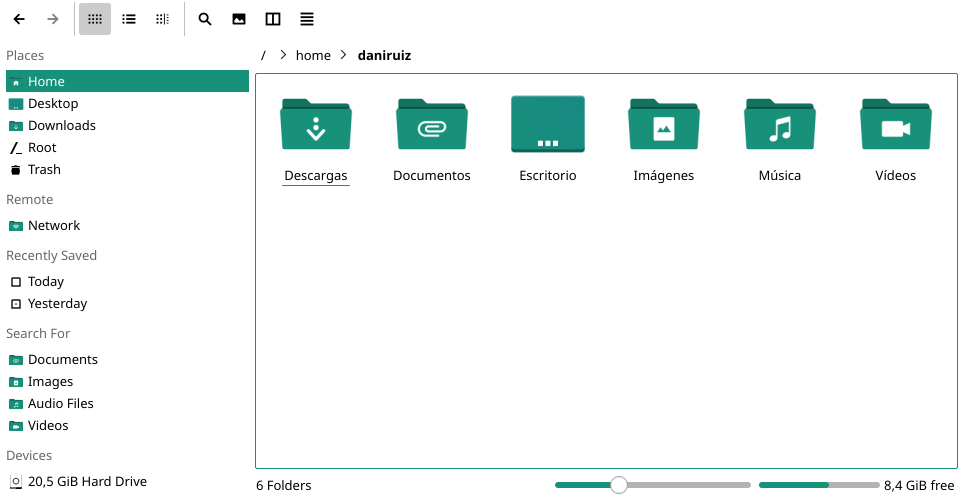 Places
/ home daniruiz
Home
Desktop
Downloads
Root
Trash
Remote
Network
Recently Saved
Today
Yesterday
Search For
Documents
Images
Audio Files
Videos
Devices
20,5 GiB Hard Drive
Descargas Documentos Escritorio Imágenes Música Vídeos
6 Folders 8,4 GiB free